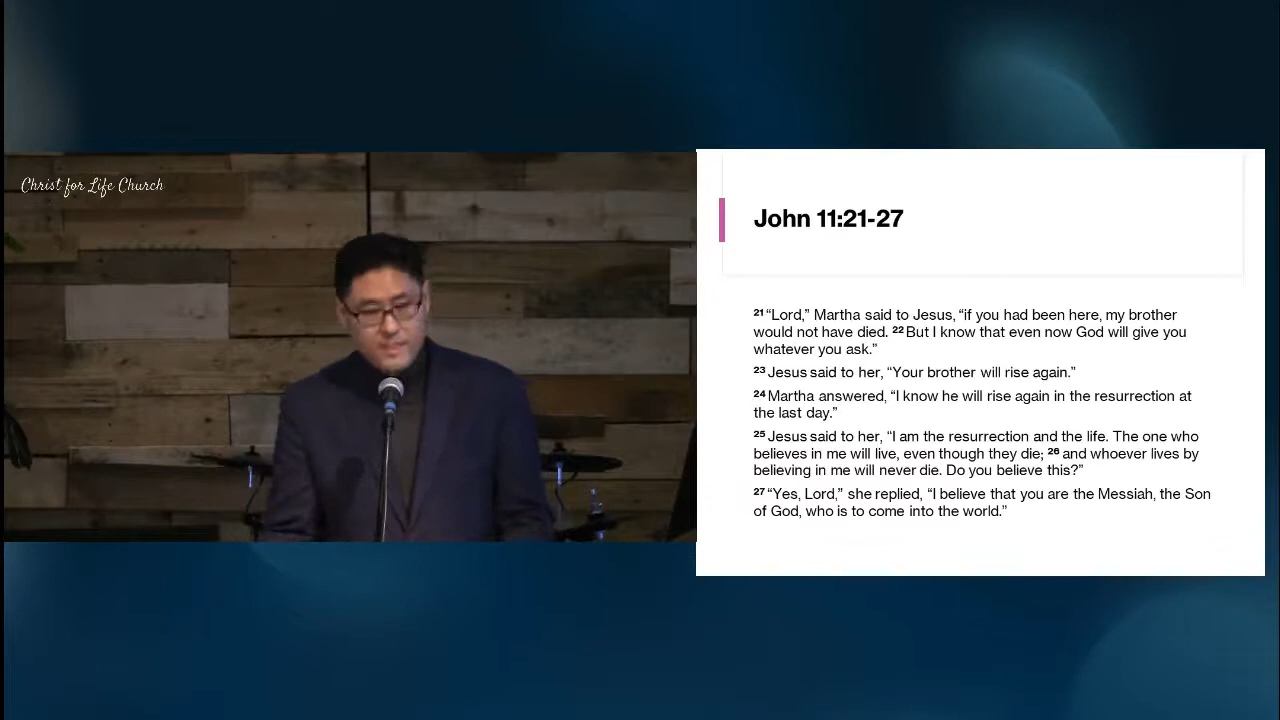 Christ for Life Church
John 11:21-27
21 “Lord,” Martha said to Jesus, “if you had been here, my brother
would not have died. 22 But I know that even now God will give you
whatever you ask.”
23 Jesus said to her, “Your brother will rise again.”
24 Martha answered, “I know he will rise again in the resurrection at
the last day.”
25 Jesus said to her, “I am the resurrection and the life. The one who
believes in me will live, even though they die; 26 and whoever lives by
believing in me will never die. Do you believe this?”
27 “Yes, Lord,” she replied, “I believe that you are the Messiah, the Son
of God, who is to come into the world.”